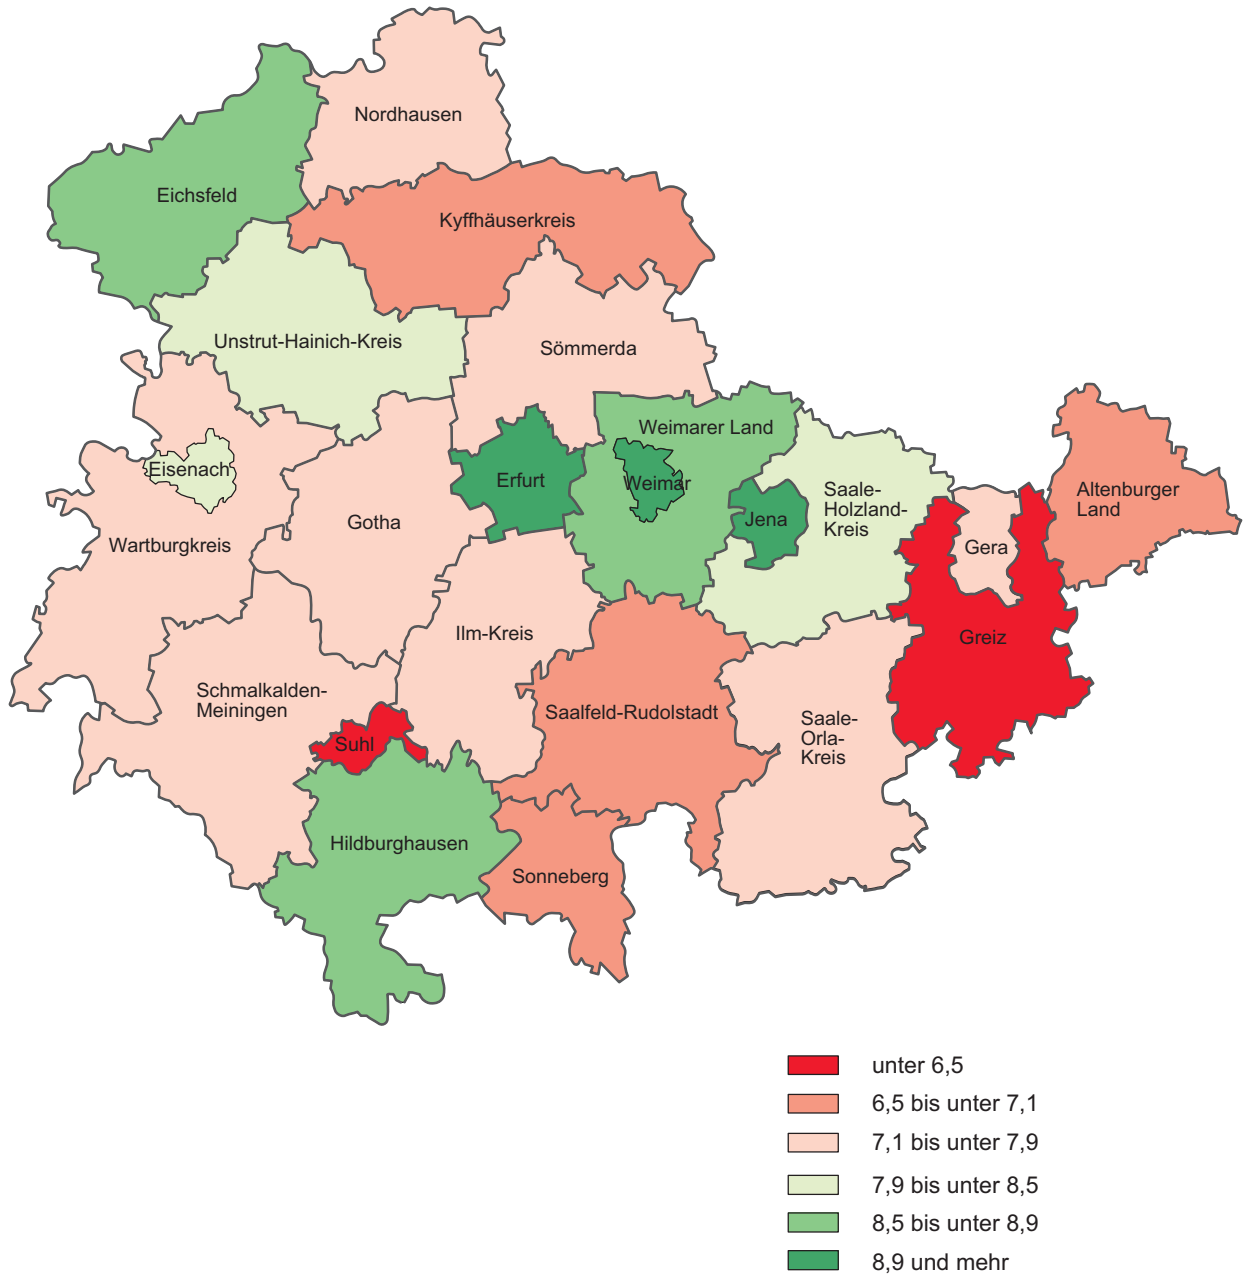 Nordhausen
Eichsfeld
Kyffhäuserkreis
Unstrut-Hainich-Kreis
Sömmerda
Weimarer Land
Eisenach
Erfurt
Weimar
Saale-
Holzland-
Kreis
Altenburger
Land
Gotha
Jena
Wartburgkreis
Gera
Ilm-Kreis
Greiz
Schmalkalden-
Meiningen
Saalfeld-Rudolstadt
Saale-
Orla-
Kreis
Suhl
Hildburghausen
Sonneberg
unter 6,5
6,5 bis unter 7,1
7,1 bis unter 7,9
7,9 bis unter 8,5
8,5 bis unter 8,9
8,9 und mehr